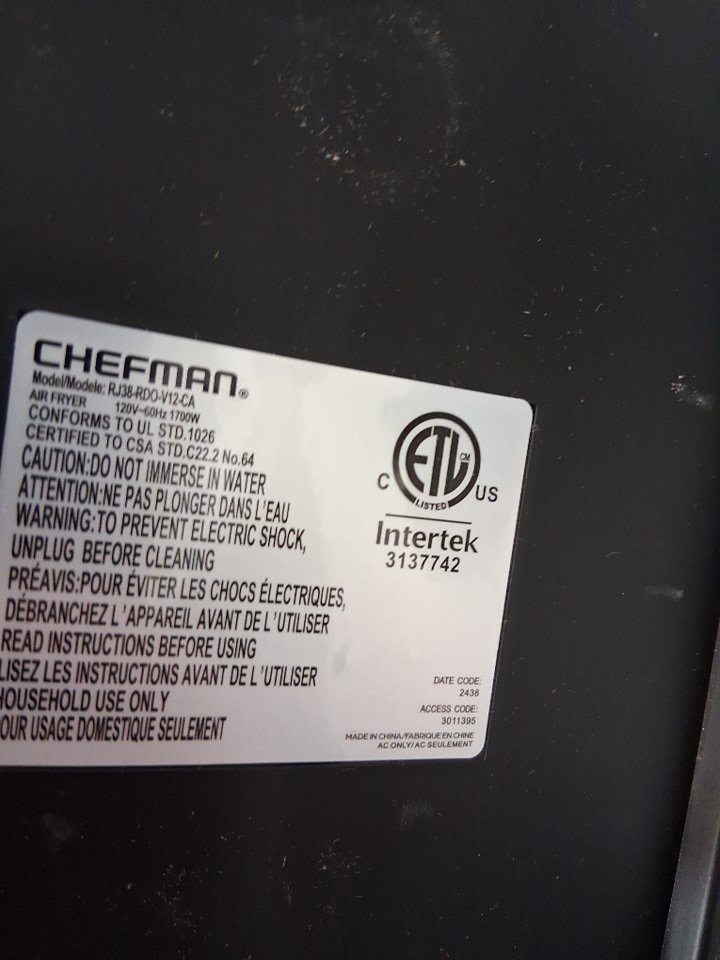 CHEFMAN®
Model/Modele: RJ38-RDO-V12-CA
AIR FRYER 120V~60Hz 1700W
CONFORMS TO UL STD.1026
CERTIFIED TO CSA STD.C22.2 No.64
CAUTION:DO NOT IMMERSE IN WATER
ATTENTION:NE PAS PLONGER DANS L'EAU
WARNING:TO PREVENT ELECTRIC SHOCK,
UNPLUG BEFORE CLEANING
PRÉAVIS:POUR ÉVITER LES CHOCS ÉLECTRIQUES,
DÉBRANCHEZ L'APPAREIL AVANT DE L'UTILISER
READ INSTRUCTIONS BEFORE USING
LISEZ LES INSTRUCTIONS AVANT DE L'UTILISER
HOUSEHOLD USE ONLY
OUR USAGE DOMESTIQUE SEULEMENT
ETL CM
C US
LISTED
Intertek
3137742
DATE CODE:
2438
ACCESS CODE:
3011395
MADE IN CHINA/FABRIQUE EN CHINE
AC ONLY/AC SEULEMENT